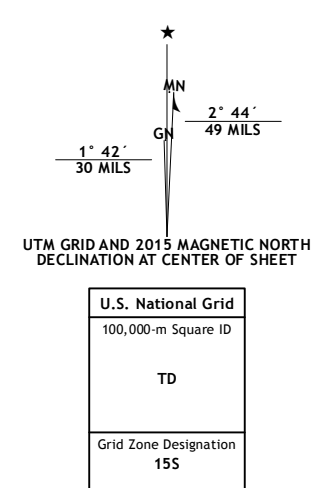 ★
MN
GN
2° 44´
49 MILS
1° 42´
30 MILS
UTM GRID AND 2015 MAGNETIC NORTH
DECLINATION AT CENTER OF SHEET
U.S. National Grid
100,000-m Square ID
TD
Grid Zone Designation
15S